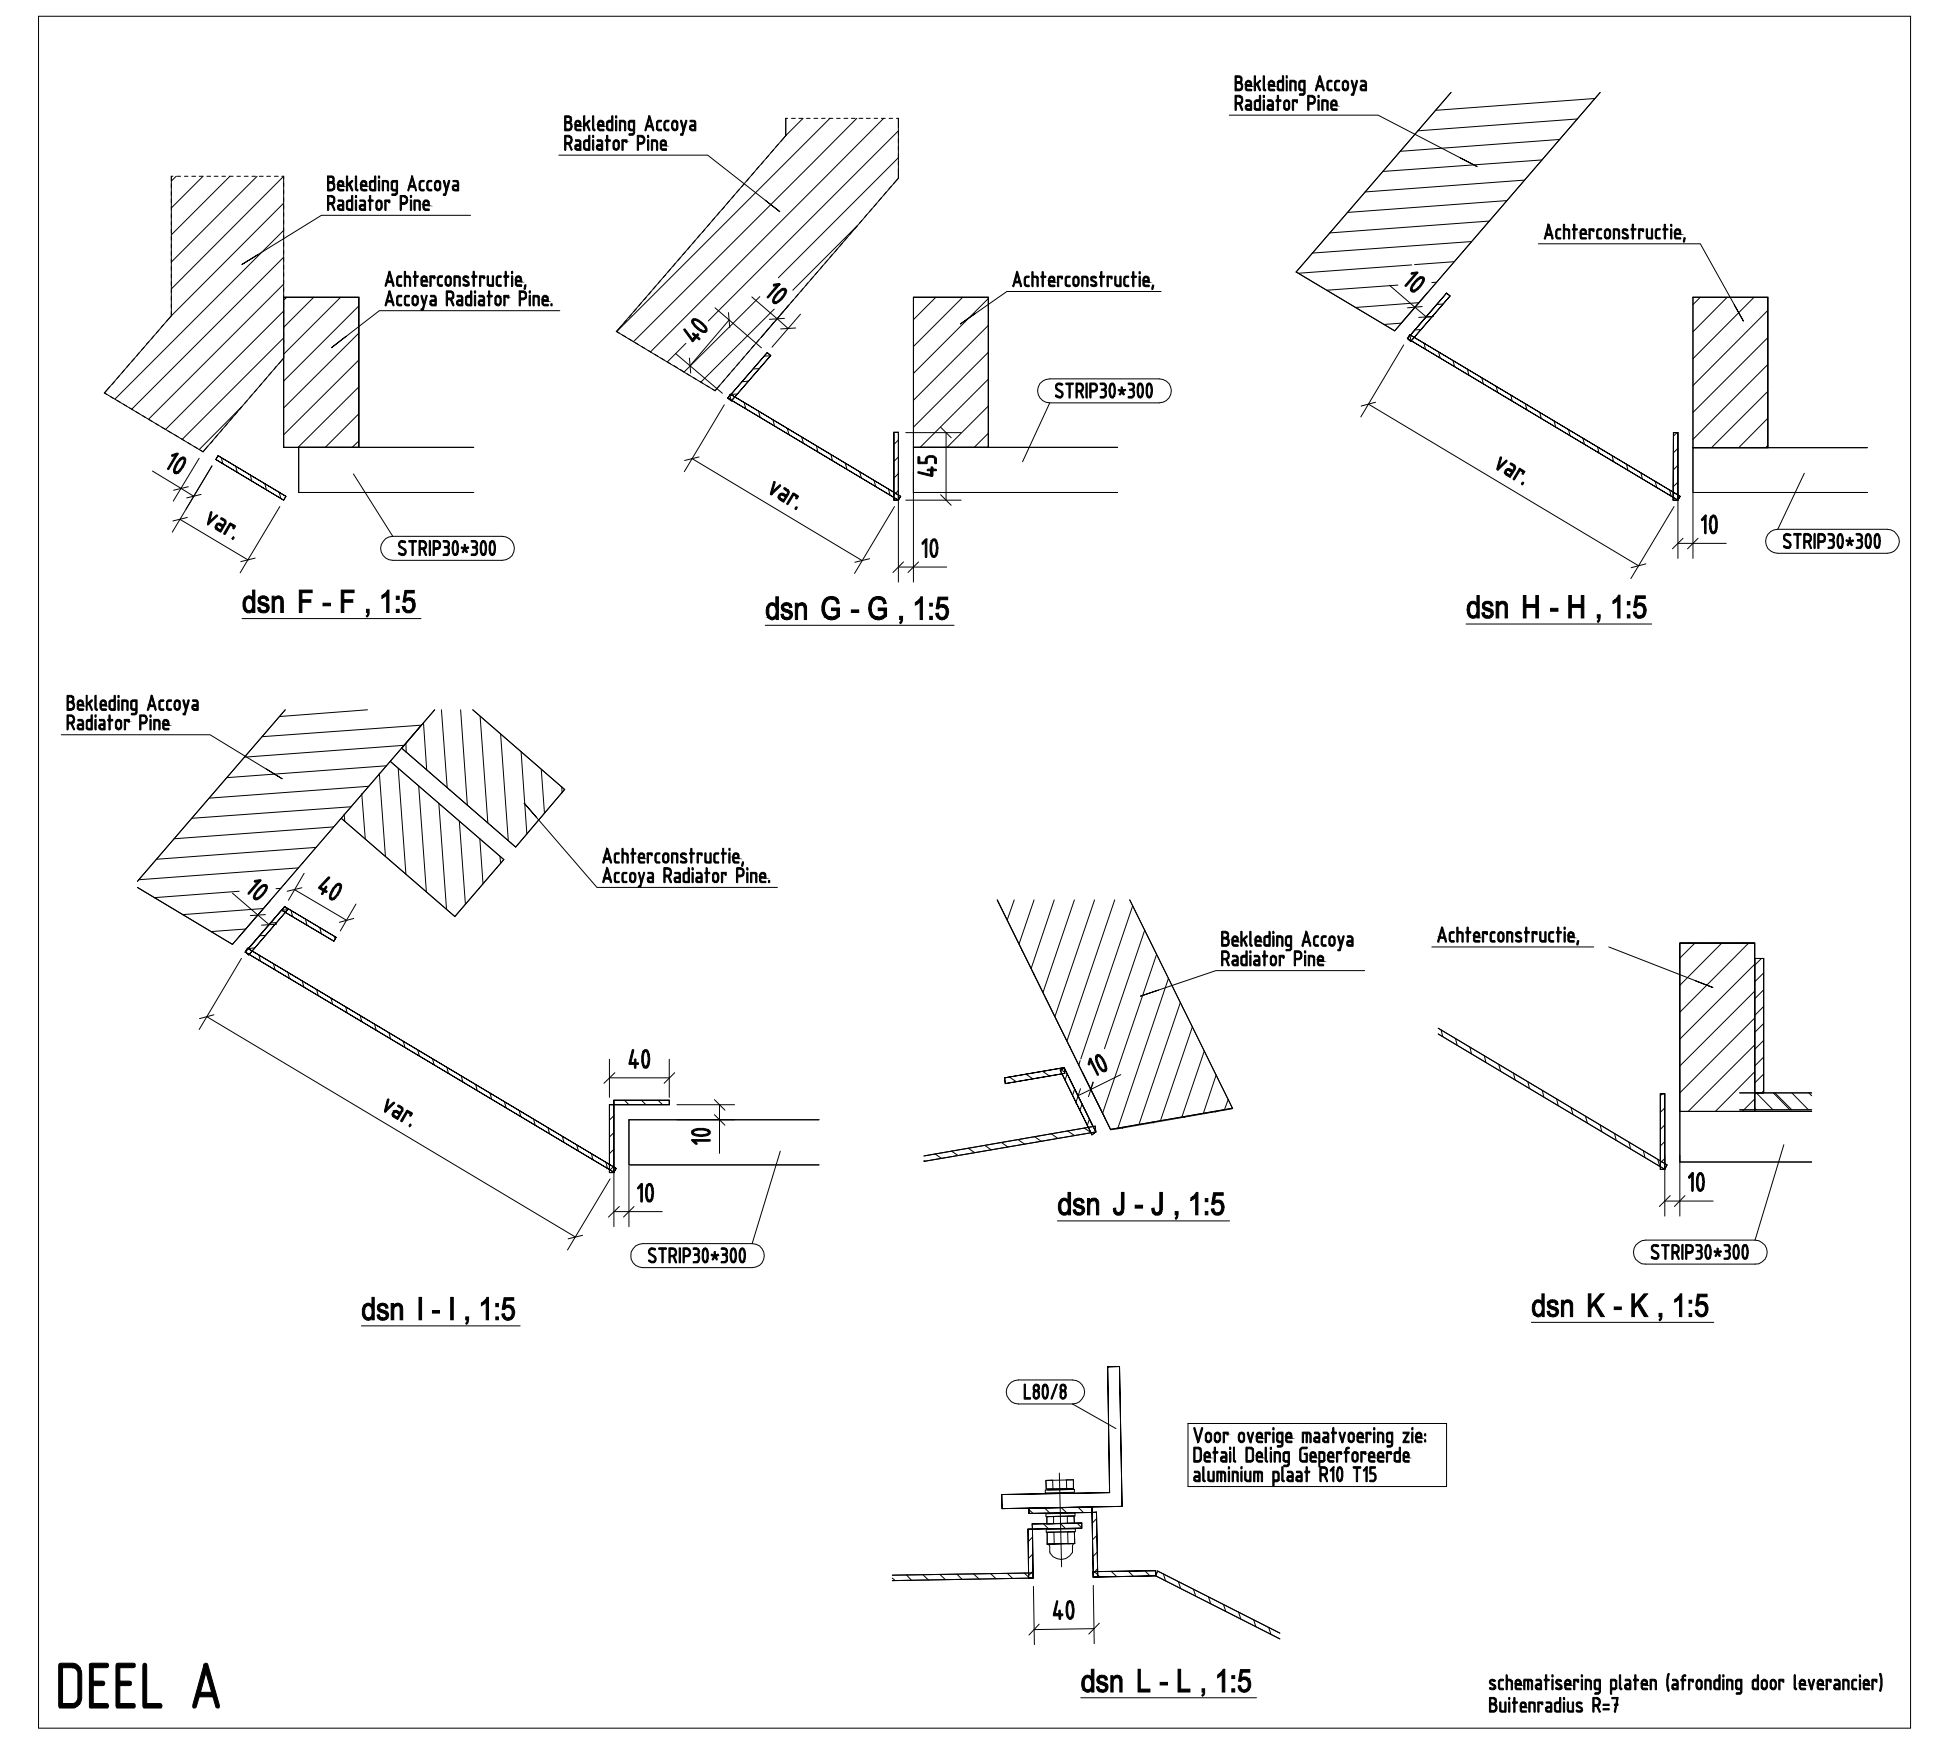 Bekleding Accoya
Radiator Pine
Achterconstructie,
Accoya Radiator Pine.
10
var.
STRIP30*300
dsn F - F , 1:5
Bekleding Accoya
Radiator Pine
10
40
Achterconstructie,
STRIP30*300
45
var.
10
dsn G - G , 1:5
Bekleding Accoya
Radiator Pine
Achterconstructie,
10
var.
10
STRIP30*300
dsn H - H , 1:5
Bekleding Accoya
Radiator Pine
Achterconstructie,
Accoya Radiator Pine.
10
40
var.
40
10
10
STRIP30*300
dsn I - I , 1:5
Bekleding Accoya
Radiator Pine
10
dsn J - J , 1:5
Achterconstructie,
10
STRIP30*300
dsn K - K , 1:5
L80/8
Voor overige maatvoering zie:
Detail Deling Geperforeerde
aluminium plaat R10 T15
40
dsn L - L , 1:5
DEEL A
schematisering platen (afronding door leverancier)
Buitenradius R=7